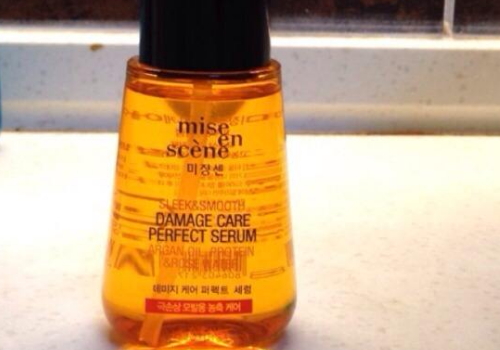 mise
en
scène
미장센
SLEEK&SMOOTH
DAMAGE CARE
PERFECT SERUM
ARGAN OIL, PROTEIN
&ROSE
데미지 케어 퍼펙트 세럼
극손상 모발용 농축 케어